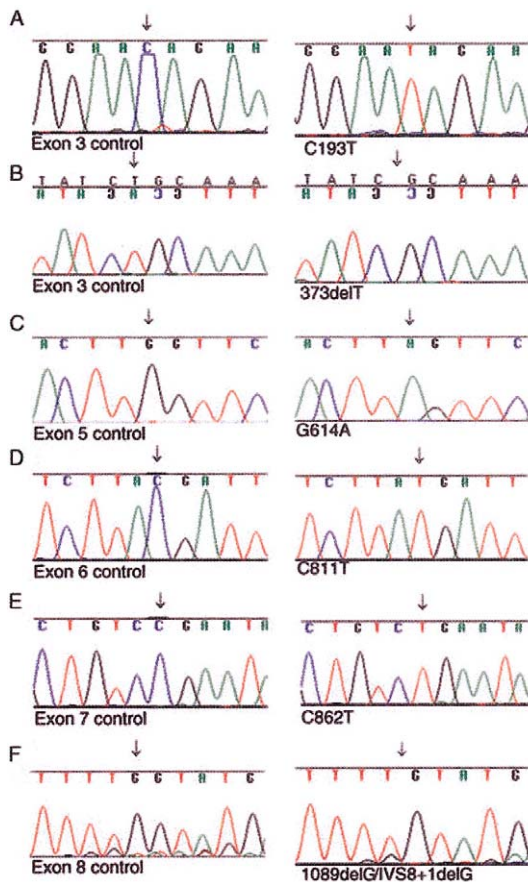 A
G G A A C A G A A
G G A A T A G A A
Exon 3 control
C193T
B
T A T C T G C A A A
T A T C G C A A A
Exon 3 control
373delT
C
A C T T G G T T C
A C T T A G T T C
Exon 5 control
G614A
D
T C T T A C G A T T
T C T T A T G A T T
Exon 6 control
C811T
E
C T G T C C G A A T A
C T G T C T G A A T A
Exon 7 control
C862T
F
T T T T G G T A T G
T T T T G T A T G
Exon 8 control
1089delG/IVS8+1delG